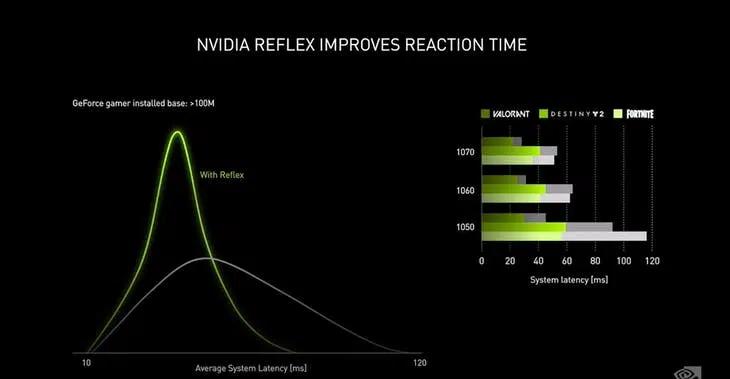 NVIDIA REFLEX IMPROVES REACTION TIME
GeForce gamer installed base: >100M
With Reflex
10
120
Average System Latency [ms]
VALORANT DESTINY 2 FORTNITE
1070
1060
1050
0 20 40 60 80 100 120
System latency [ms]